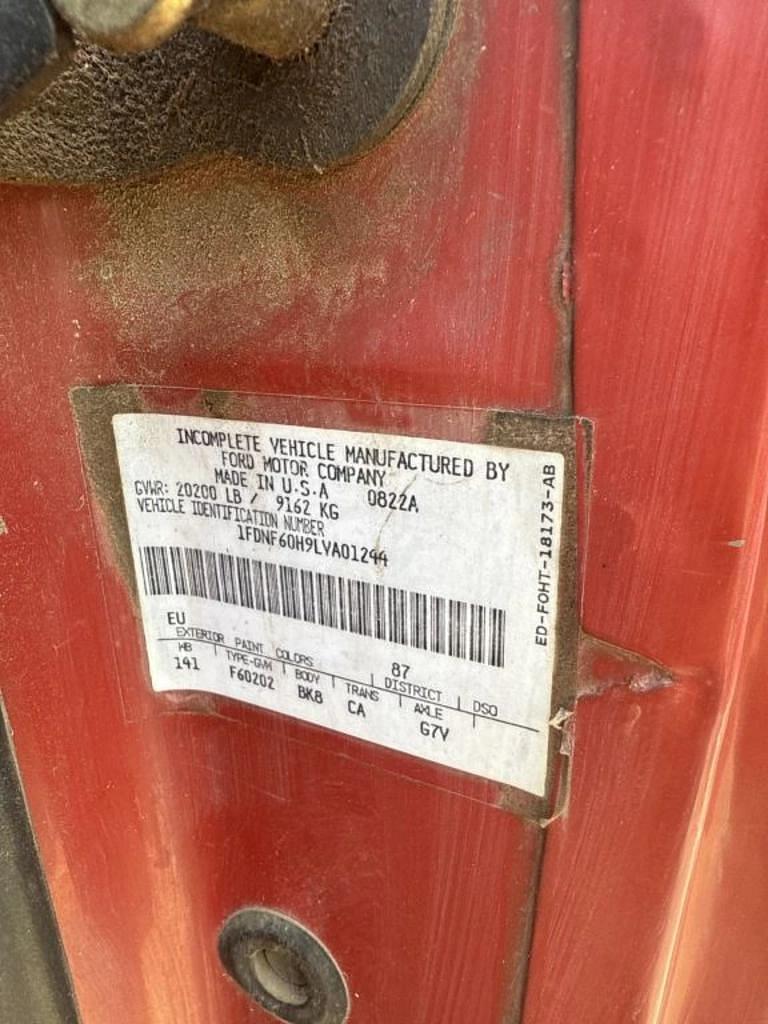 INCOMPLETE VEHICLE MANUFACTURED BY
FORD MOTOR COMPANY
MADE IN U.S.A 0822A
GVWR: 20200 LB / 9162 KG
VEHICLE IDENTIFICATION NUMBER
1FDNF60H9LVA01244
EU 87
EXTERIOR PAINT COLORS DISTRICT DSO
WB TYPE-GVW BODY TRANS AXLE
141 F60202 BK8 CA G7Y
ED-FOHT-18173-AB